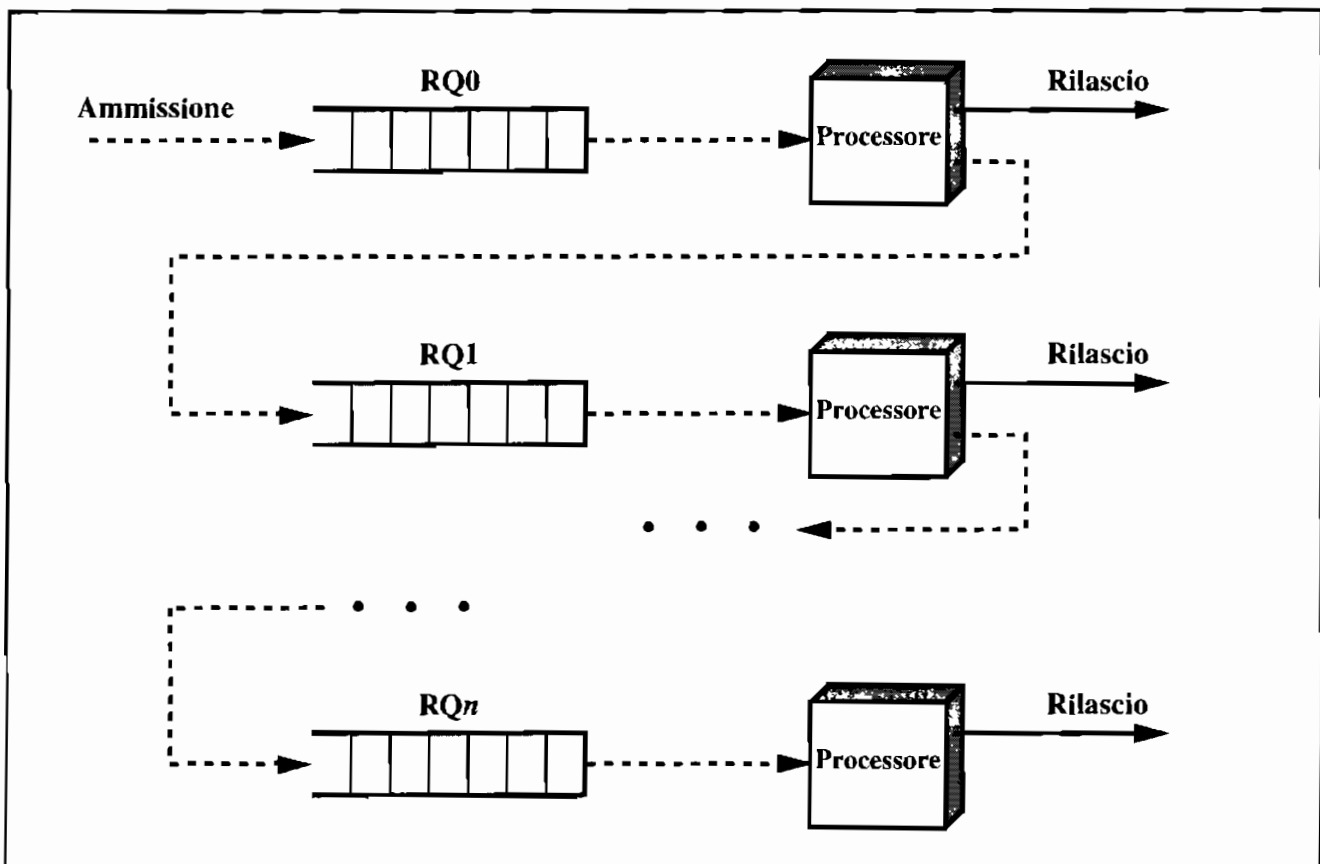 RQ0
Ammissione
Processore
Rilascio
RQ1
Processore
Rilascio
RQn
Processore
Rilascio